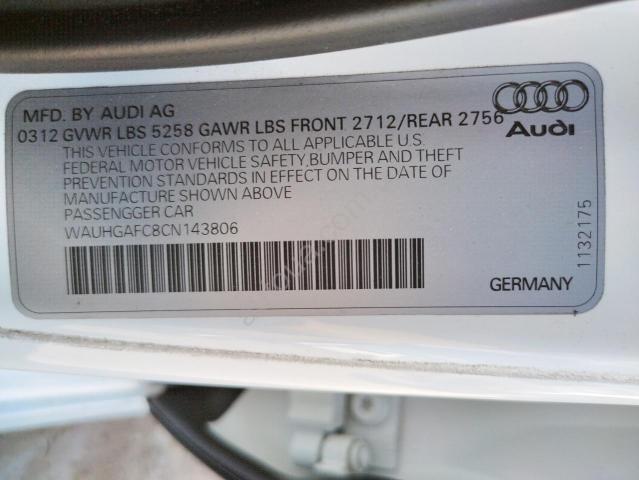 MFD. BY AUDI AG
0312 GVWR LBS 5258 GAWR LBS FRONT 2712/REAR 2756
THIS VEHICLE CONFORMS TO ALL APPLICABLE U.S.
FEDERAL MOTOR VEHICLE SAFETY,BUMPER AND THEFT
PREVENTION STANDARDS IN EFFECT ON THE DATE OF
MANUFACTURE SHOWN ABOVE
PASSENGGER CAR
WAUHGAFC8CN143806
Audi
GERMANY
1132175